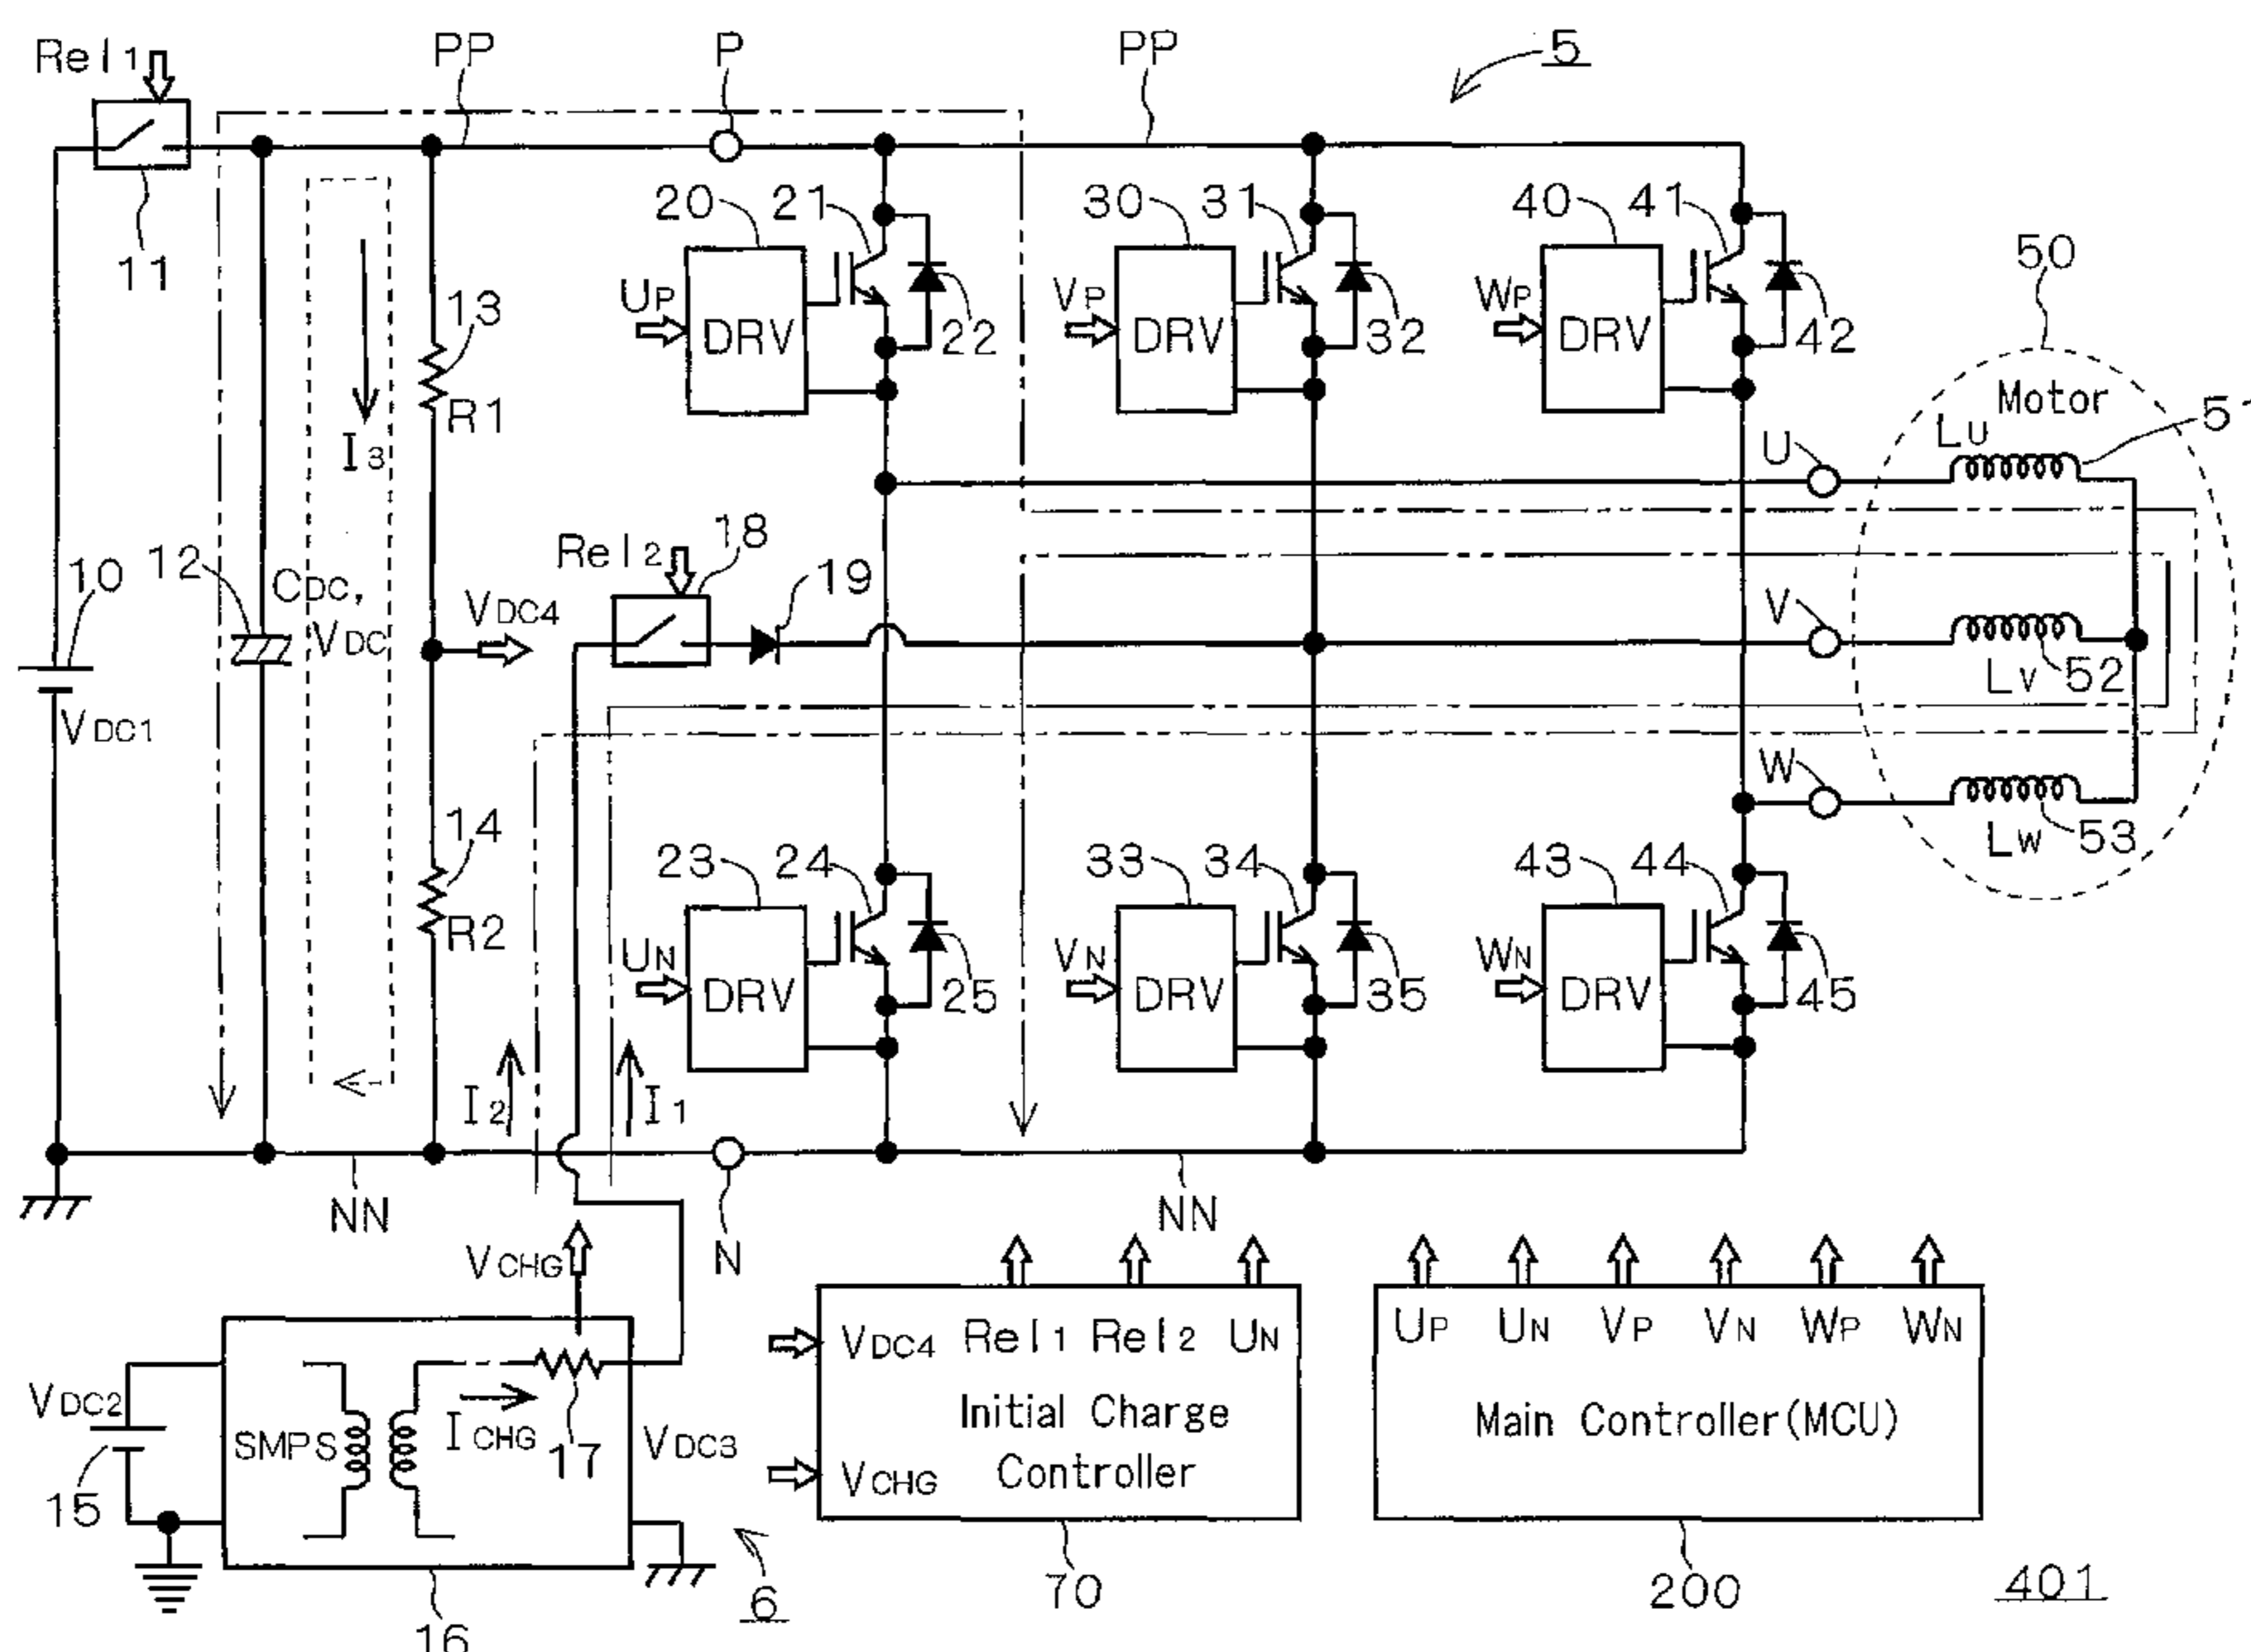 Rel1
PP
P
PP
5
11
20
21
30
31
40
41
50
UP
DRV
22
VP
DRV
32
WP
DRV
42
13
R1
I3
Motor
LU
U
12
CDC,
VDC
10
VDC1
VDC4
Rel2
18
19
V
LV
52
W
LW
53
14
R2
23
24
33
34
43
44
UN
DRV
25
VN
DRV
35
WN
DRV
45
I2
I1
NN
N
NN
VCHG
VDC2
15
SMPS
ICHG
17
VDC3
16
6
VDC4
Rel1
Rel2
UN
Initial Charge
Controller
VCHG
70
UP
UN
VP
VN
WP
WN
Main Controller(MCU)
200
401